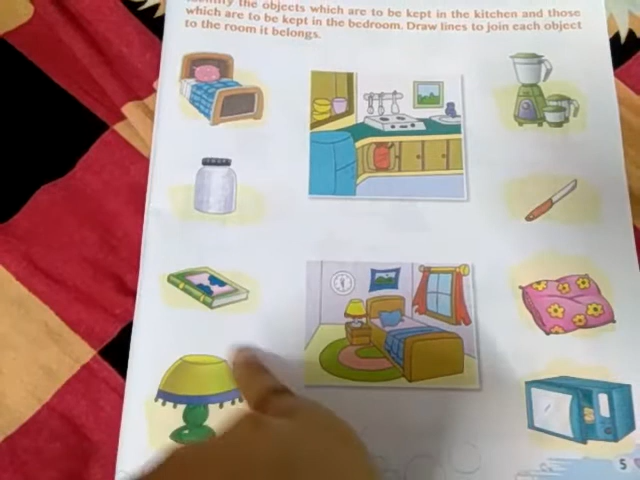 the objects which are to be kept in the kitchen and those
which are to be kept in the bedroom. Draw lines to join each object
to the room it belongs.
5